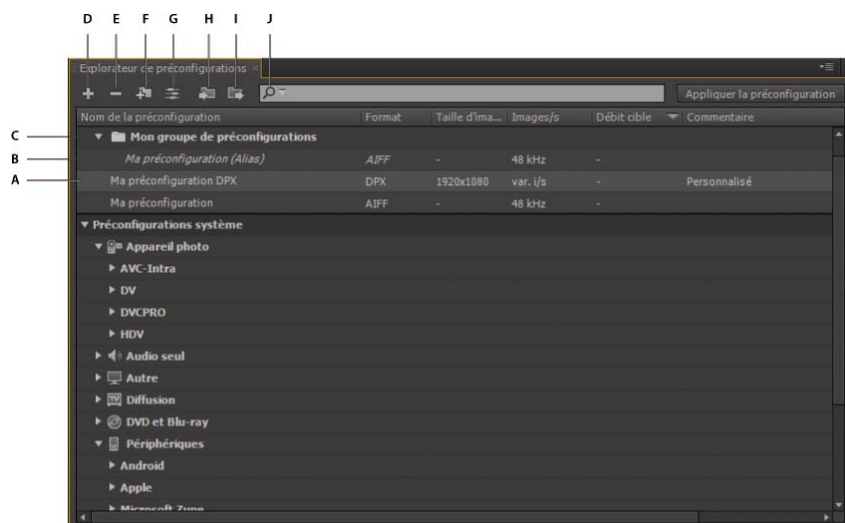 D E F G H I J
Explorateur de préconfigurations ×
Appliquer la préconfiguration
Nom de la préconfiguration Format Taille d'ima... Images/s Débit cible Commentaire
C Mon groupe de préconfigurations
B Ma préconfiguration (Alias) AIFF - 48 kHz -
A Ma préconfiguration DPX DPX 1920x1080 var. i/s - Personnalisé
Ma préconfiguration AIFF - 48 kHz -
Préconfigurations système
Appareil photo
AVC-Intra
DV
DVCPRO
HDV
Audio seul
Autre
TV Diffusion
DVD et Blu-ray
Périphériques
Android
Apple
Microsoft Zune